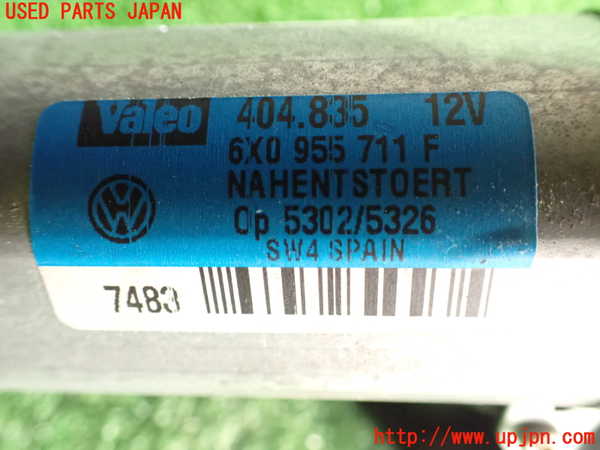 USED PARTS JAPAN
Valeo 404.835 12V
6X0 955 711 F
NAHENTSTOERT
Op 5302/5326
SW4 SPAIN
7483
http://www.upjpn.com/